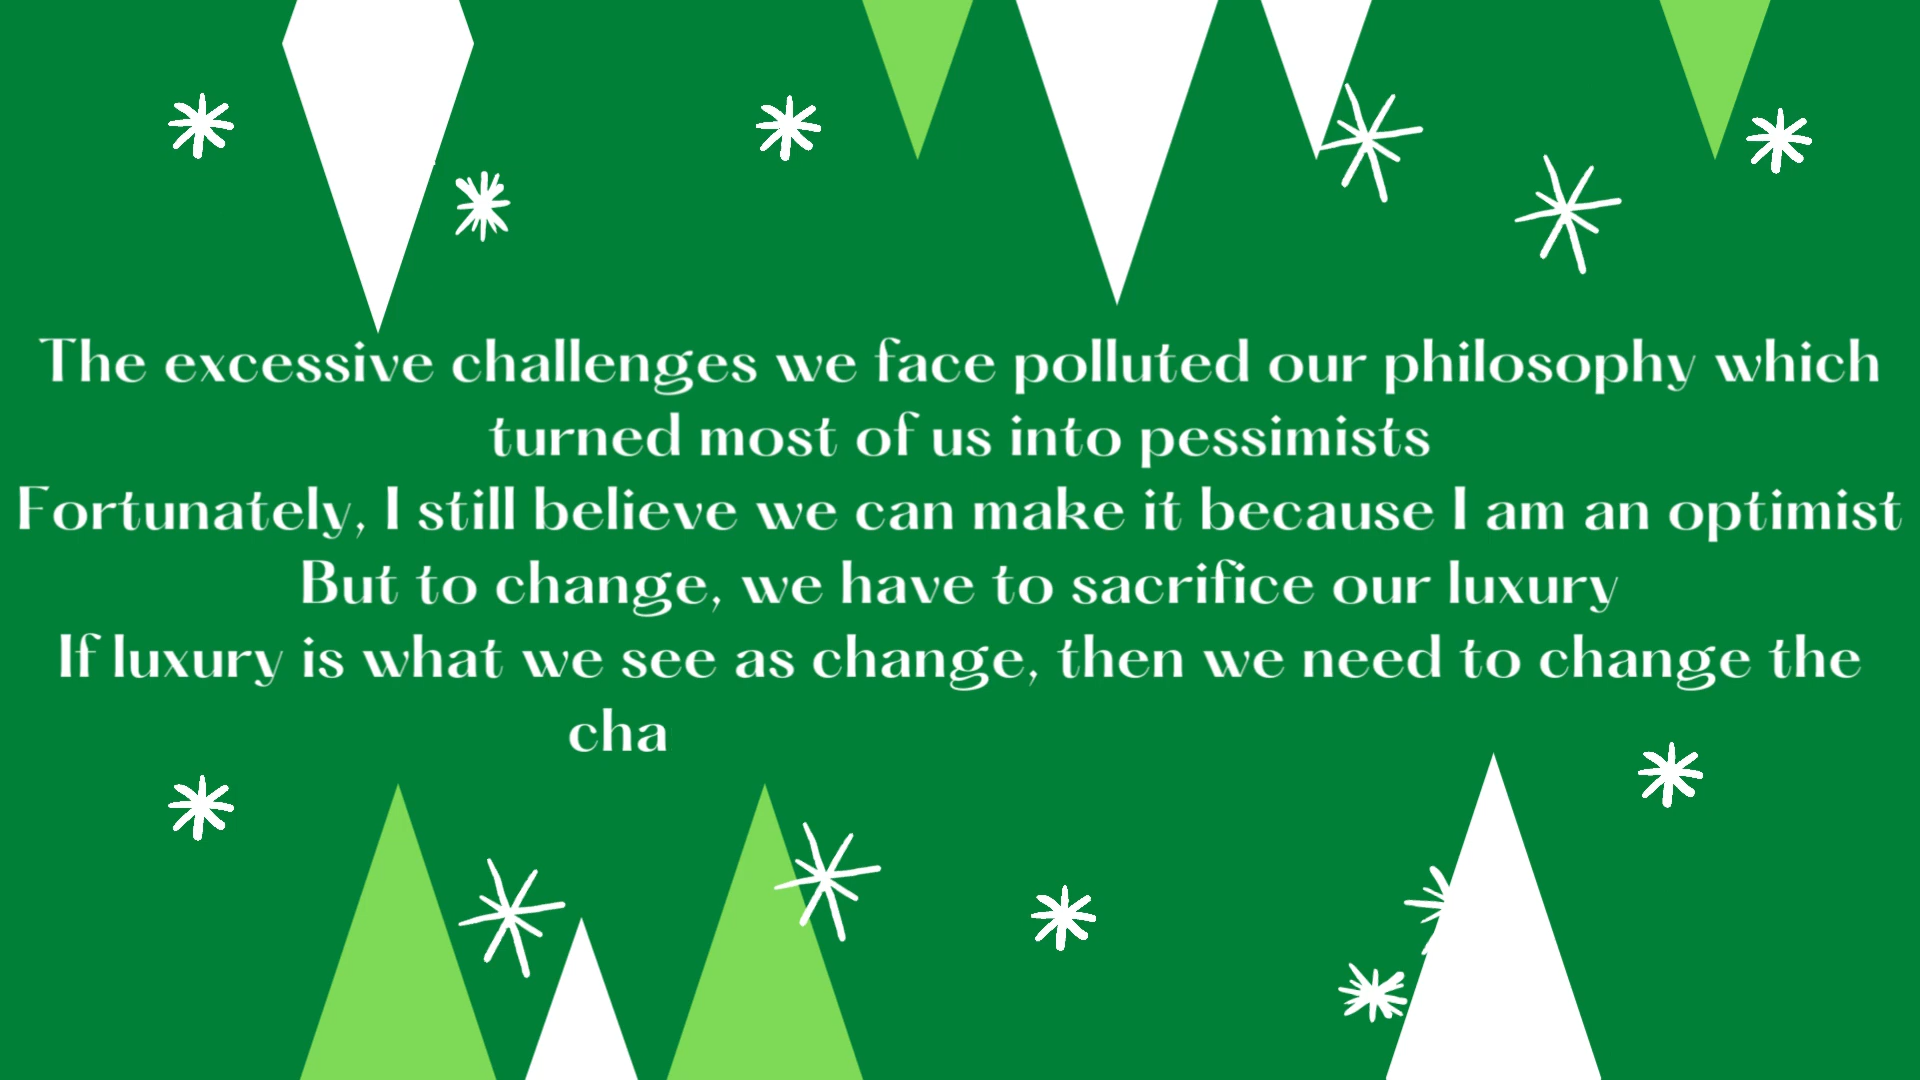 The excessive challenges we face polluted our philosophy which
turned most of us into pessimists
Fortunately, I still believe we can make it because I am an optimist
But to change, we have to sacrifice our luxury
If luxury is what we see as change, then we need to change the
cha